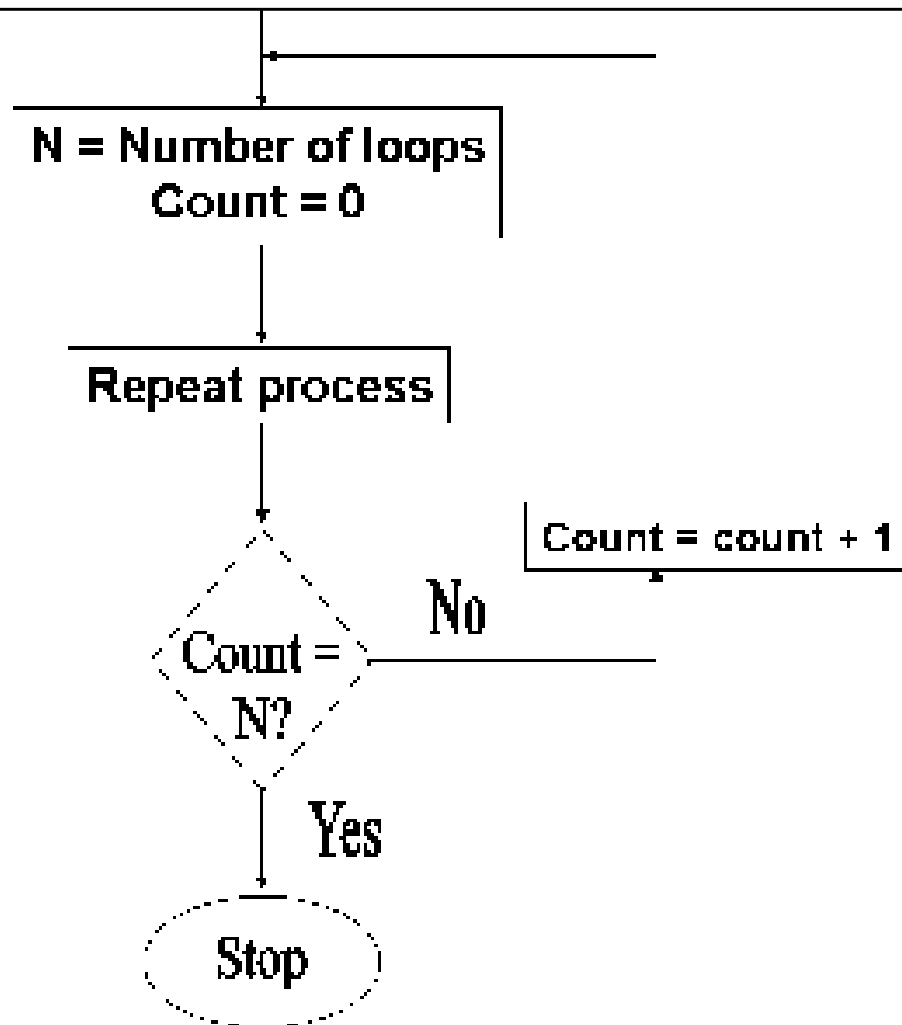 N = Number of loops
Count = 0
Repeat process
Count = count + 1
No
Count =
N?
Yes
Stop